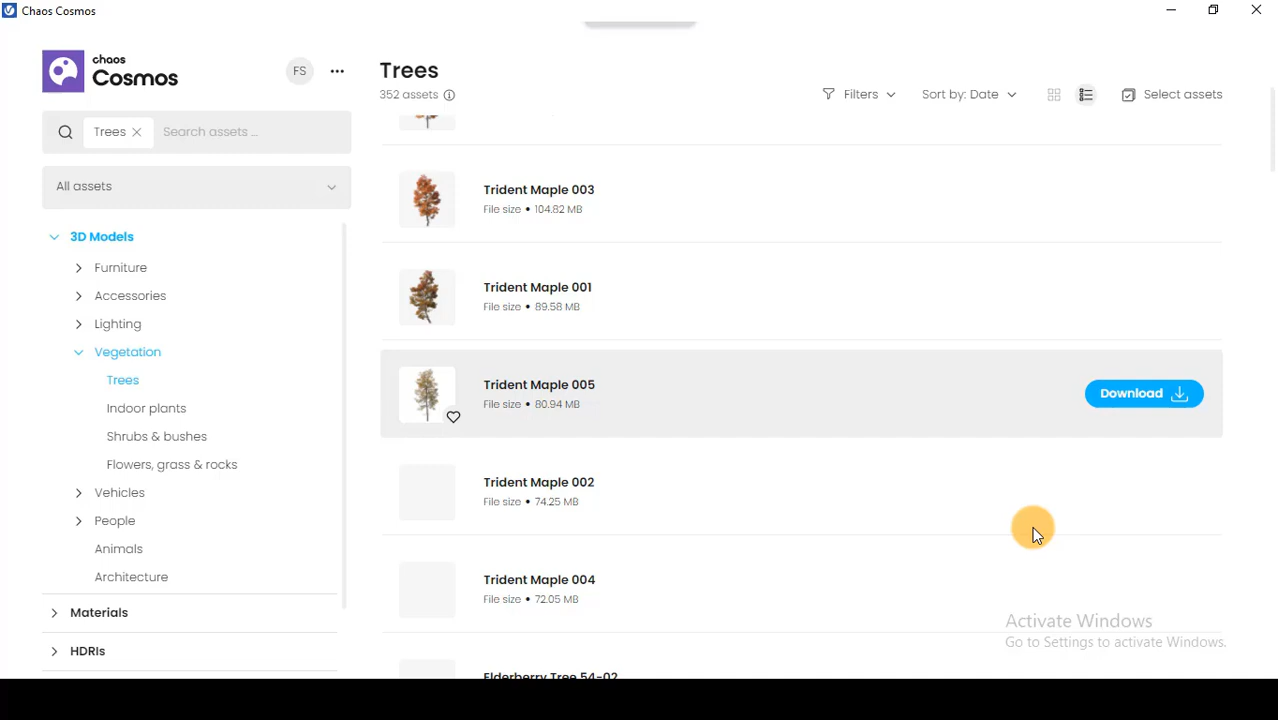 Chaos Cosmos
chaos
Cosmos
FS
Trees
352 assets
Filters
Sort by: Date
Select assets
Trees
Search assets ...
All assets
3D Models
Furniture
Accessories
Lighting
Vegetation
Trees
Indoor plants
Shrubs & bushes
Flowers, grass & rocks
Vehicles
People
Animals
Architecture
Materials
HDRIs
Trident Maple 003
File size • 104.82 MB
Trident Maple 001
File size • 89.58 MB
Trident Maple 005
File size • 80.94 MB
Download
Trident Maple 002
File size • 74.25 MB
Trident Maple 004
File size • 72.05 MB
Elderberry Tree 54-02
Activate Windows
Go to Settings to activate Windows.